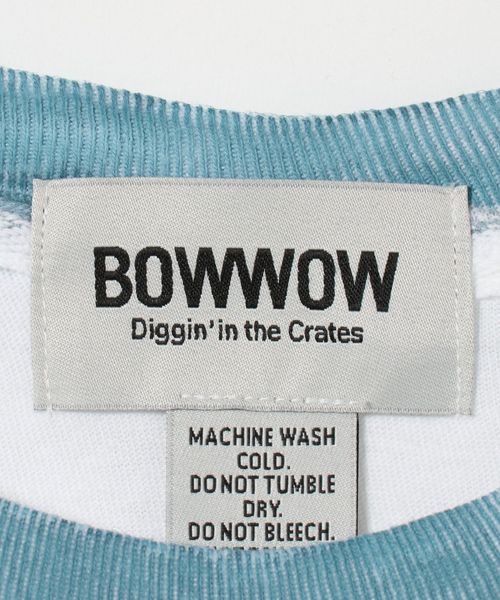 BOWWOW
Diggin' in the Crates
MACHINE WASH
COLD.
DO NOT TUMBLE
DRY.
DO NOT BLEECH.